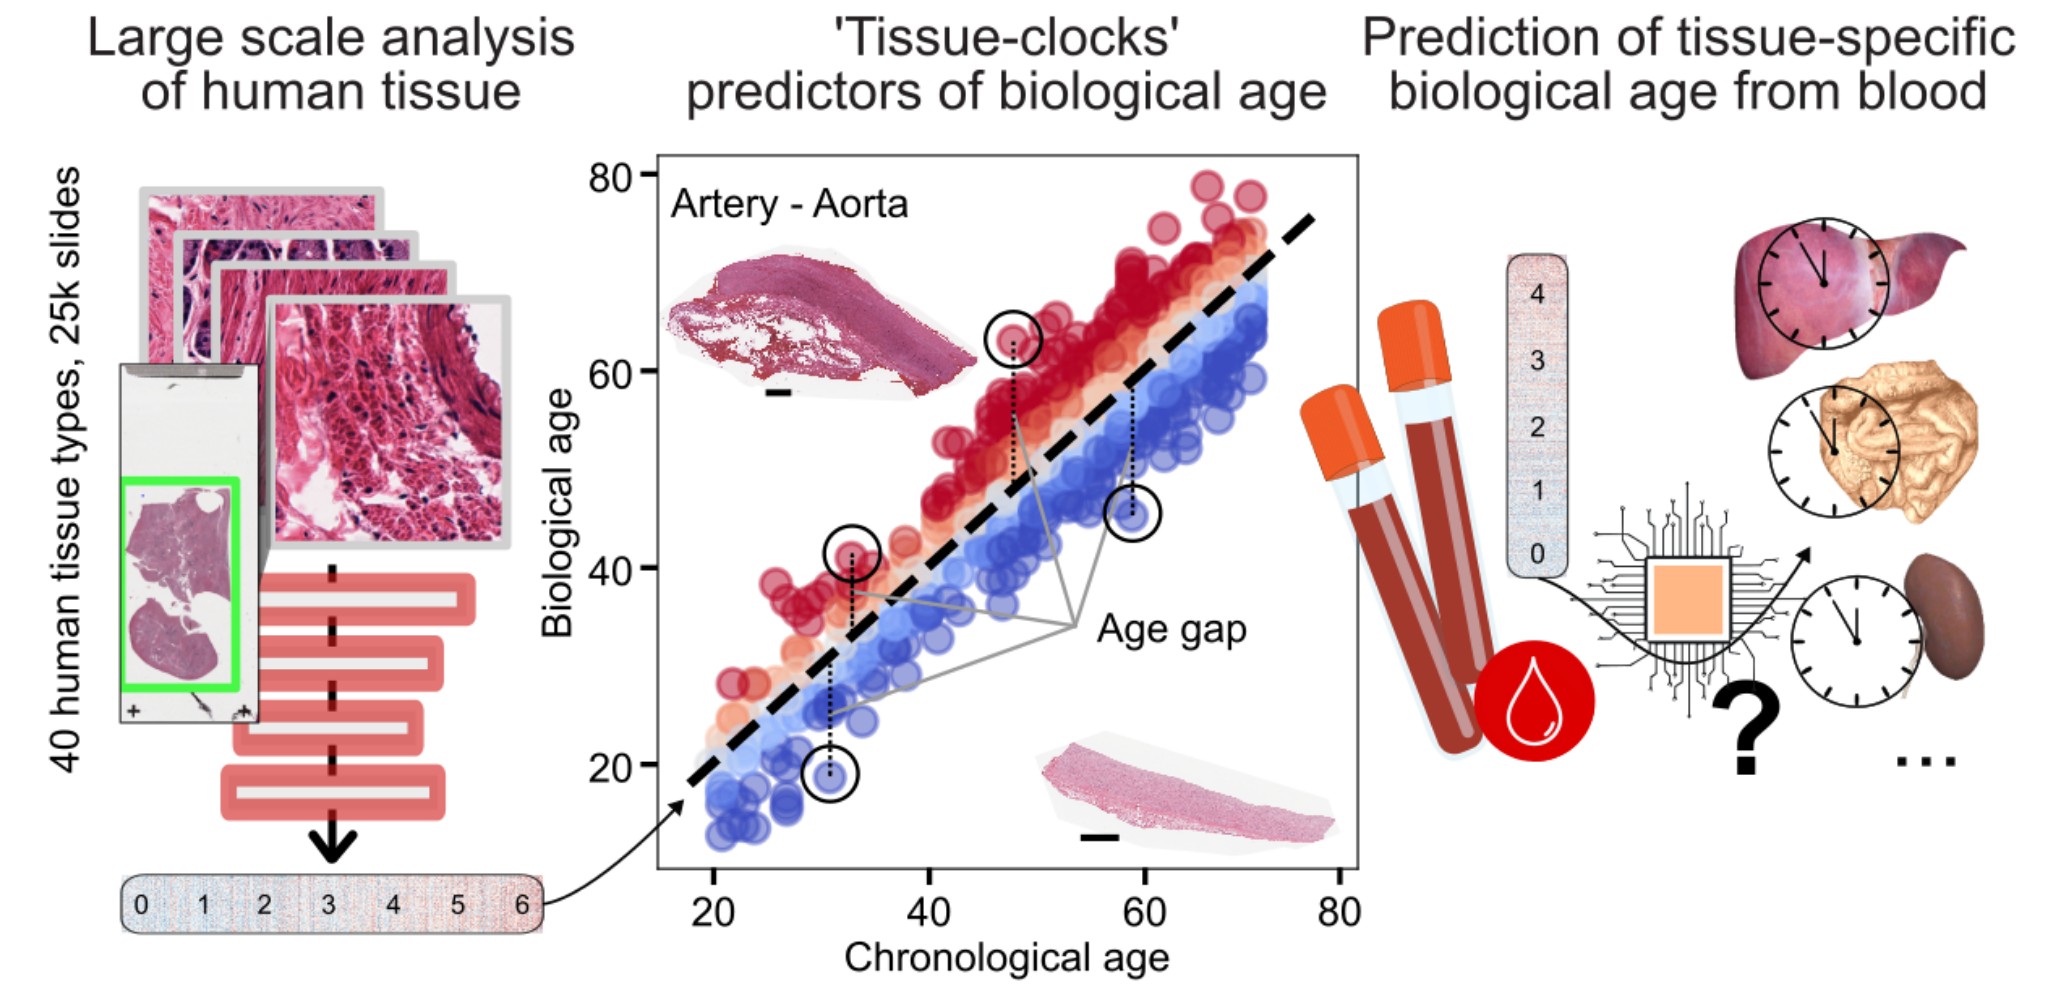 Large scale analysis
of human tissue
40 human tissue types, 25k slides
+ +
0 1 2 3 4 5 6
'Tissue-clocks'
predictors of biological age
Artery - Aorta
Biological age
80
60
40
20
Age gap
20 40 60 80
Chronological age
Prediction of tissue-specific
biological age from blood
4
3
2
1
0
?
...